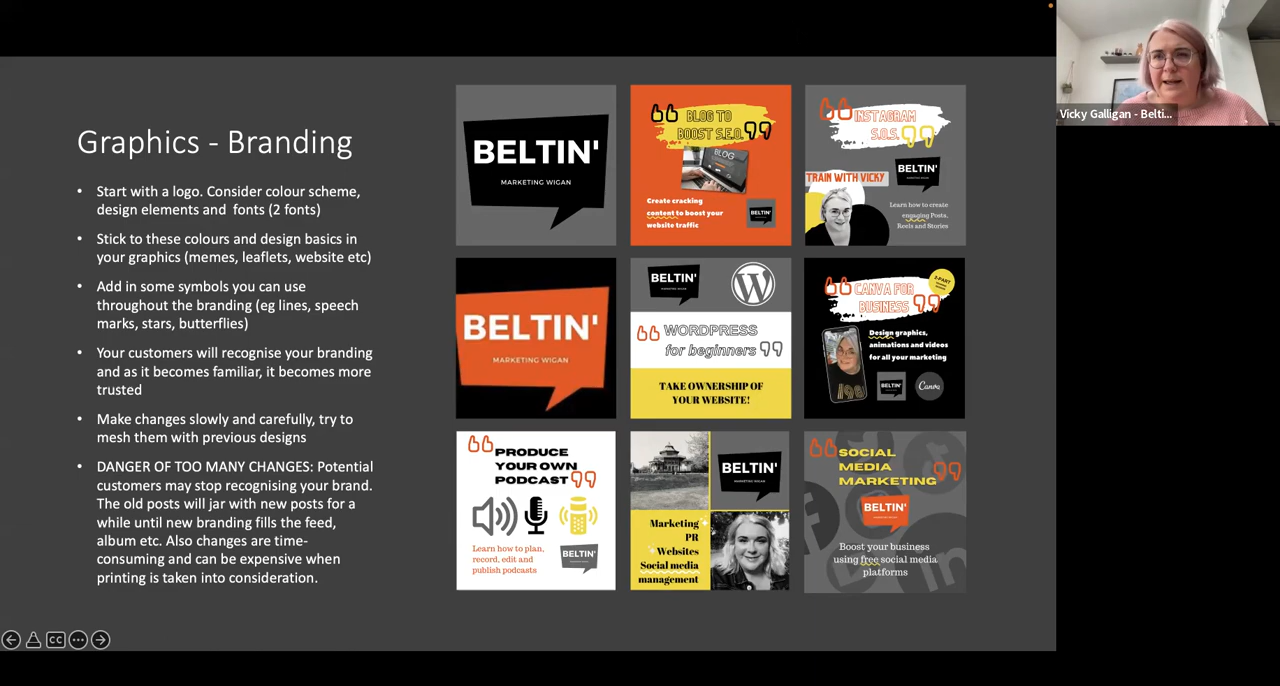 Vicky Galligan - Belti...
Graphics - Branding
• Start with a logo. Consider colour scheme,
design elements and fonts (2 fonts)
• Stick to these colours and design basics in
your graphics (memes, leaflets, website etc)
• Add in some symbols you can use
throughout the branding (eg lines, speech
marks, stars, butterflies)
• Your customers will recognise your branding
and as it becomes familiar, it becomes more
trusted
• Make changes slowly and carefully, try to
mesh them with previous designs
• DANGER OF TOO MANY CHANGES: Potential
customers may stop recognising your brand.
The old posts will jar with new posts for a
while until new branding fills the feed,
album etc. Also changes are time-
consuming and can be expensive when
printing is taken into consideration.
BELTIN'
MARKETING WIGAN
BLOG TO
BOOST S.E.O.
BLOG
Create cracking
content to boost your
website traffic
BELTIN'
INSTAGRAM
S.O.S.
TRAIN WITH VICKY
BELTIN'
Learn how to create
engaging Posts,
Reels and Stories
BELTIN'
MARKETING WIGAN
BELTIN'
WORDPRESS
for beginners
TAKE OWNERSHIP OF
YOUR WEBSITE!
2-PART
CANVA FOR
BUSINESS
Design graphics,
animations and videos
for all your marketing
BELTIN'
Canva
PRODUCE
YOUR OWN
PODCAST
Learn how to plan,
record, edit and
publish podcasts
BELTIN'
BELTIN'
Marketing
PR
Websites
Social media
management
SOCIAL
MEDIA
MARKETING
BELTIN'
Boost your business
using free social media
platforms
CC